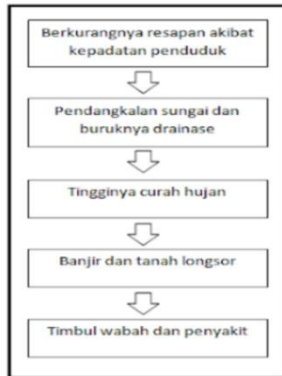 Berkurangnya resapan akibat
kepadatan penduduk
Pendangkalan sungai dan
buruknya drainase
Tingginya curah hujan
Banjir dan tanah longsor
Timbul wabah dan penyakit